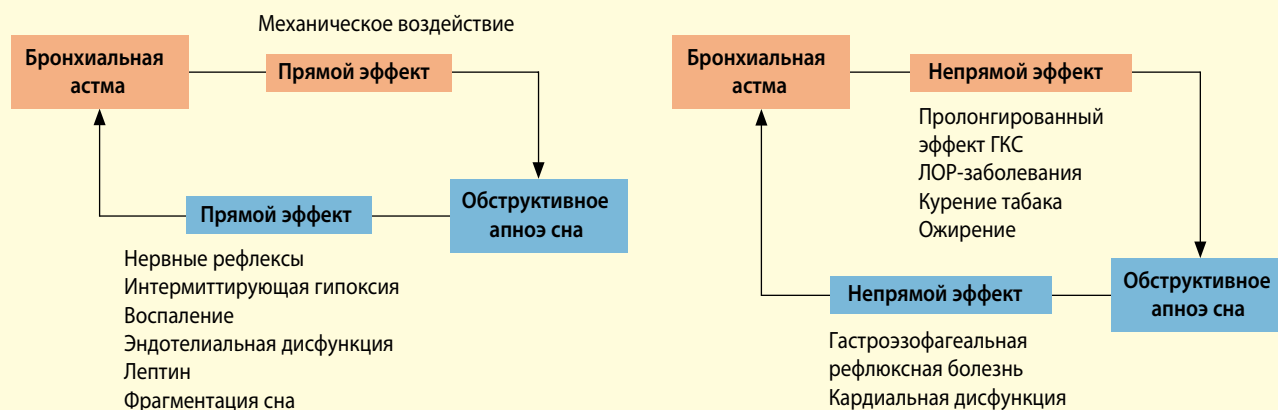 Механическое воздействие
Бронхиальная
астма
Прямой эффект
Обструктивное
апноэ сна
Прямой эффект
Нервные рефлексы
Интермиттирующая гипоксия
Воспаление
Эндотелиальная дисфункция
Лептин
Фрагментация сна
Бронхиальная
астма
Непрямой эффект
Пролонгированный
эффект ГКС
ЛОР-заболевания
Курение табака
Ожирение
Обструктивное
апноэ сна
Непрямой эффект
Гастроэзофагеальная
рефлюксная болезнь
Кардиальная дисфункция